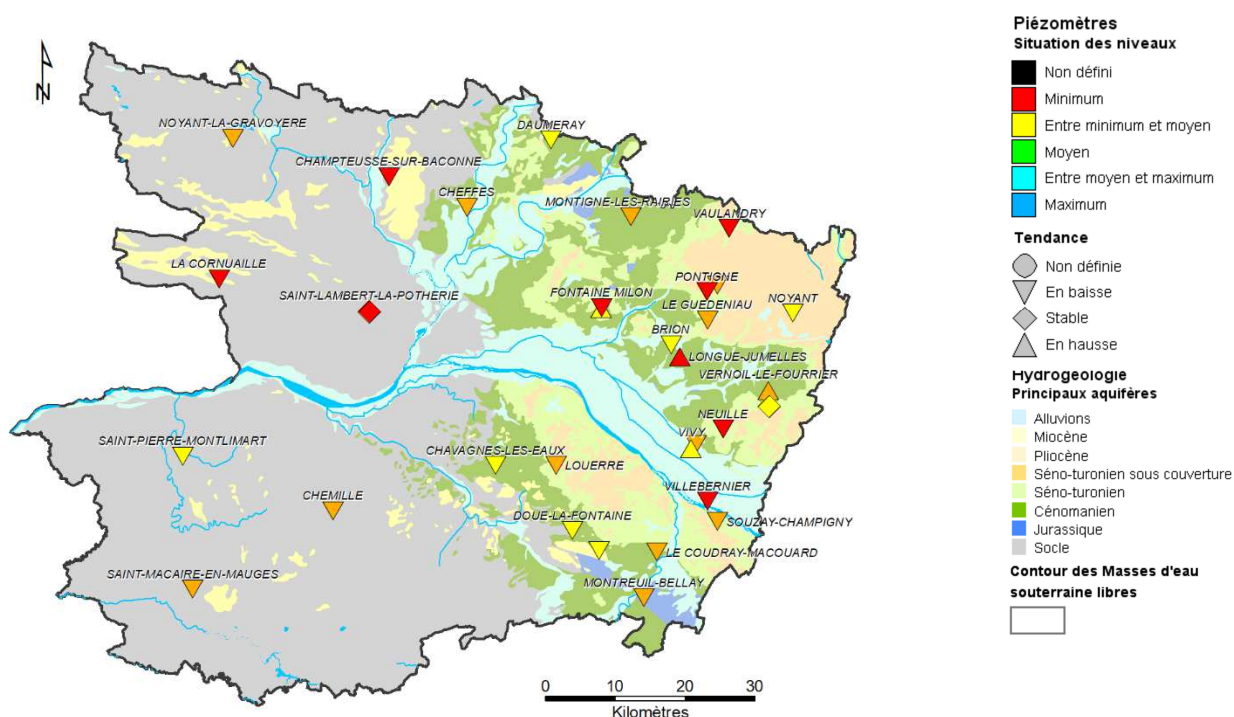 N
NOYANT-LA-GRAVOYERE
DAUMERAY
CHAMPTEUSSE-SUR-BACONNE
CHEFFES
MONTIGNE-LES-RAIRIES
VAULANDRY
LA CORNUAILLE
SAINT-LAMBERT-LA-POTHERIE
FONTAINE MILON
PONTIGNE
LE GUEDENIAU
NOYANT
BRION
LONGUE-JUMELLES
VERNOIL-LE-FOURRIER
NEUILLE
VIVY
SAINT-PIERRE-MONTLIMART
CHAVAGNES-LES-EAUX
LOUERRE
CHEMILLE
VILLEBERNIER
DOUE-LA-FONTAINE
SOUZAY-CHAMPIGNY
LE COUDRAY-MACOUARD
SAINT-MACAIRE-EN-MAUGES
MONTREUIL-BELLAY
0 10 20 30
Kilomètres
Piézomètres
Situation des niveaux
Non défini
Minimum
Entre minimum et moyen
Moyen
Entre moyen et maximum
Maximum
Tendance
Non définie
En baisse
Stable
En hausse
Hydrogéologie
Principaux aquifères
Alluvions
Miocène
Pliocène
Séno-turonien sous couverture
Séno-turonien
Cénomanien
Jurassique
Socle
Contour des Masses d'eau
souterraine libres